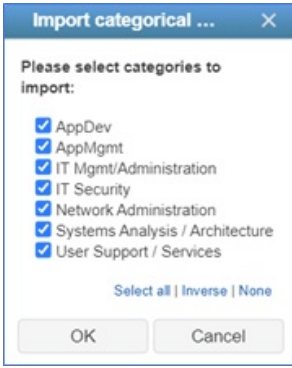 Import categorical ...
Please select categories to
import:
AppDev
AppMgmt
IT Mgmt/Administration
IT Security
Network Administration
Systems Analysis / Architecture
User Support / Services
Select all | Inverse | None
OK
Cancel